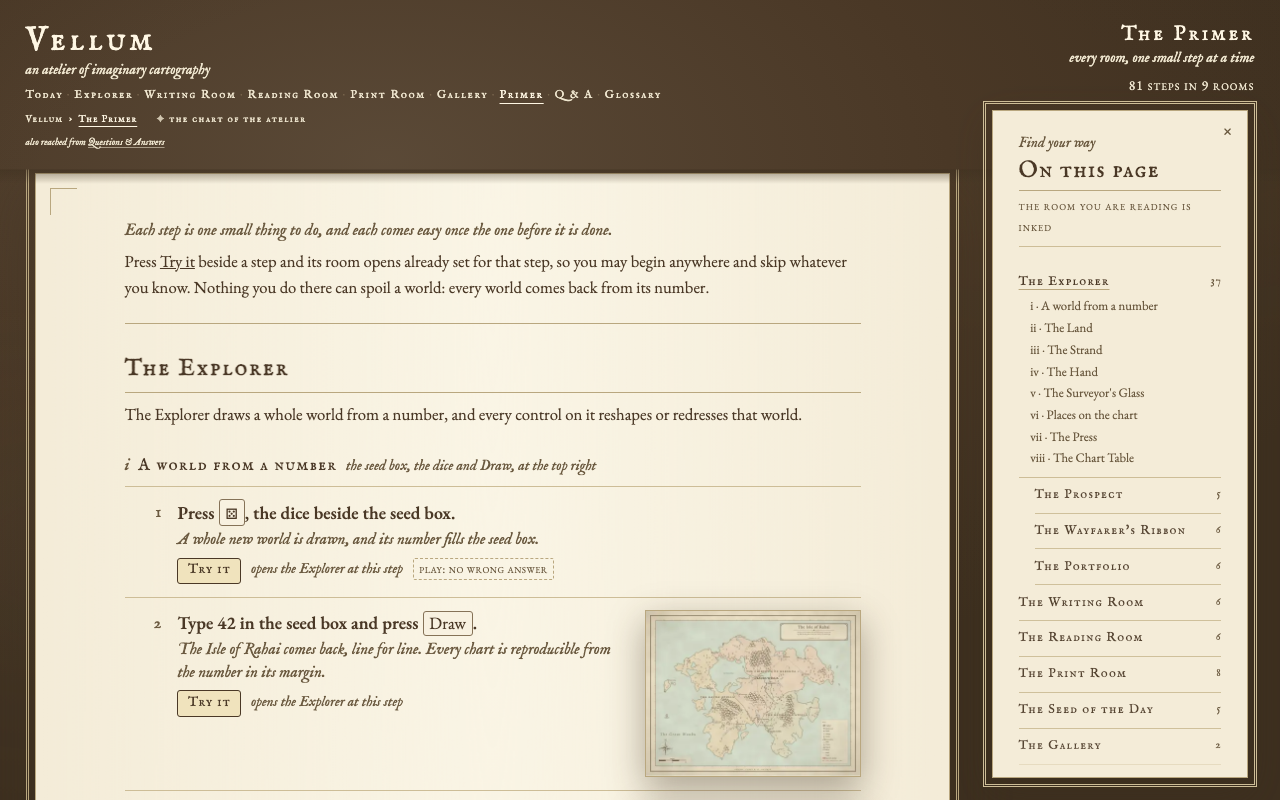 Vellum
an atelier of imaginary cartography
Today · Explorer · Writing Room · Reading Room · Print Room · Gallery · Primer · Q & A · Glossary
Vellum › The Primer ✦ the chart of the atelier
also reached from Questions & Answers
The Primer
every room, one small step at a time
81 steps in 9 rooms
Each step is one small thing to do, and each comes easy once the one before it is done.
Press Try it beside a step and its room opens already set for that step, so you may begin anywhere and skip whatever
you know. Nothing you do there can spoil a world: every world comes back from its number.
The Explorer
The Explorer draws a whole world from a number, and every control on it reshapes or redresses that world.
i A world from a number the seed box, the dice and Draw, at the top right
1 Press ⚄, the dice beside the seed box.
A whole new world is drawn, and its number fills the seed box.
Try it opens the Explorer at this step play: no wrong answer
2 Type 42 in the seed box and press Draw.
The Isle of Rahai comes back, line for line. Every chart is reproducible from
the number in its margin.
Try it opens the Explorer at this step
The Isle of Rahai
×
Find your way
On this page
the room you are reading is
inked
The Explorer 37
i · A world from a number
ii · The Land
iii · The Strand
iv · The Hand
v · The Surveyor's Glass
vi · Places on the chart
vii · The Press
viii · The Chart Table
The Prospect 5
The Wayfarer's Ribbon 6
The Portfolio 6
The Writing Room 6
The Reading Room 6
The Print Room 8
The Seed of the Day 5
The Gallery 2